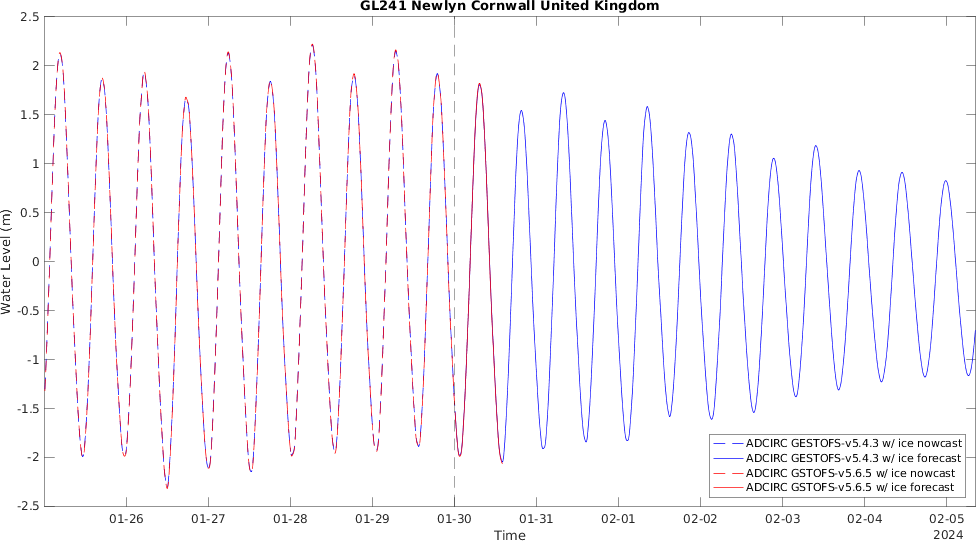 GL241 Newlyn Cornwall United Kingdom
2.5
2
1.5
1
0.5
0
-0.5
-1
-1.5
-2
-2.5
Water Level (m)
ADCIRC GESTOFS-v5.4.3 w/ ice nowcast
ADCIRC GESTOFS-v5.4.3 w/ ice forecast
ADCIRC GSTOFS-v5.6.5 w/ ice nowcast
ADCIRC GSTOFS-v5.6.5 w/ ice forecast
01-26 01-27 01-28 01-29 01-30 01-31 02-01 02-02 02-03 02-04 02-05
Time
2024